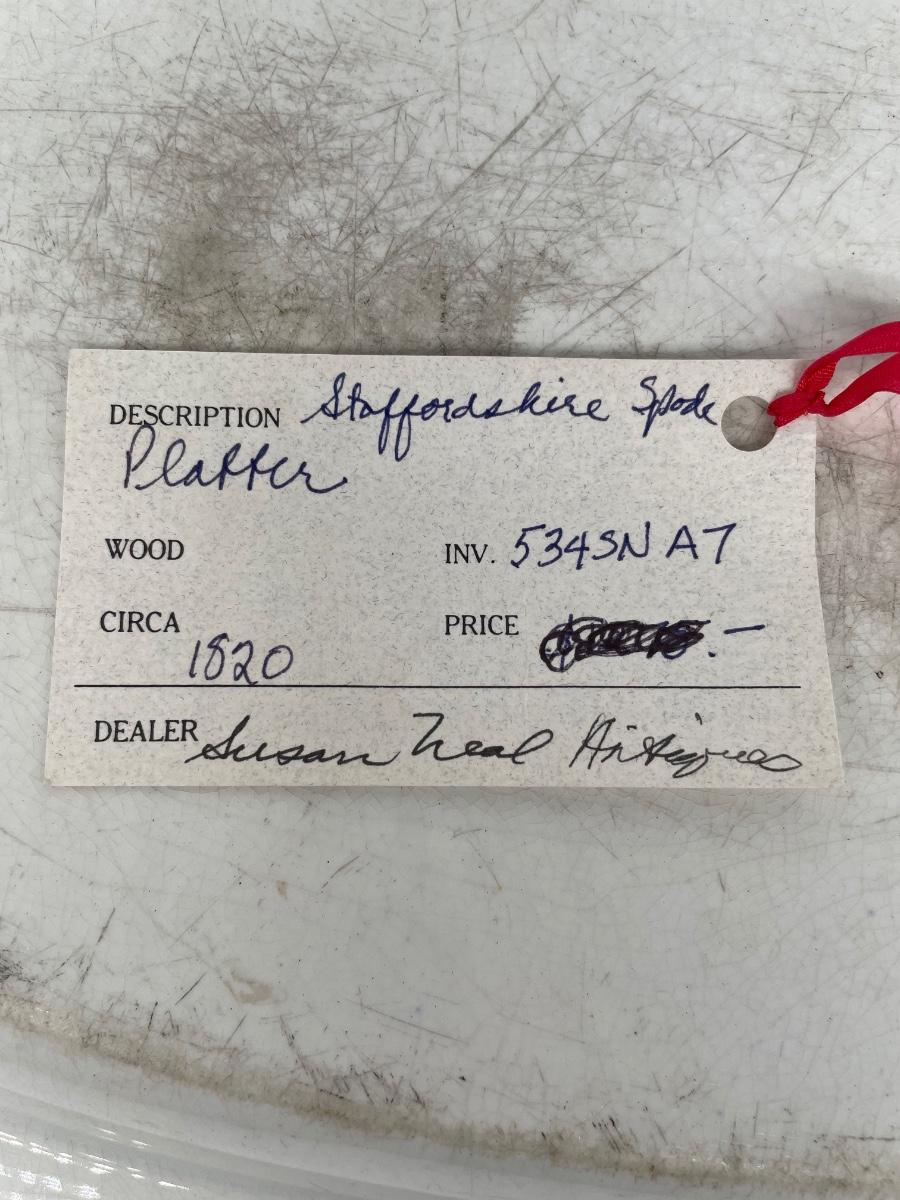 DESCRIPTION Staffordshire Spode
Platter
WOOD INV. 534SN A7
CIRCA 1820 PRICE .—
DEALER Susan Neal Antiques